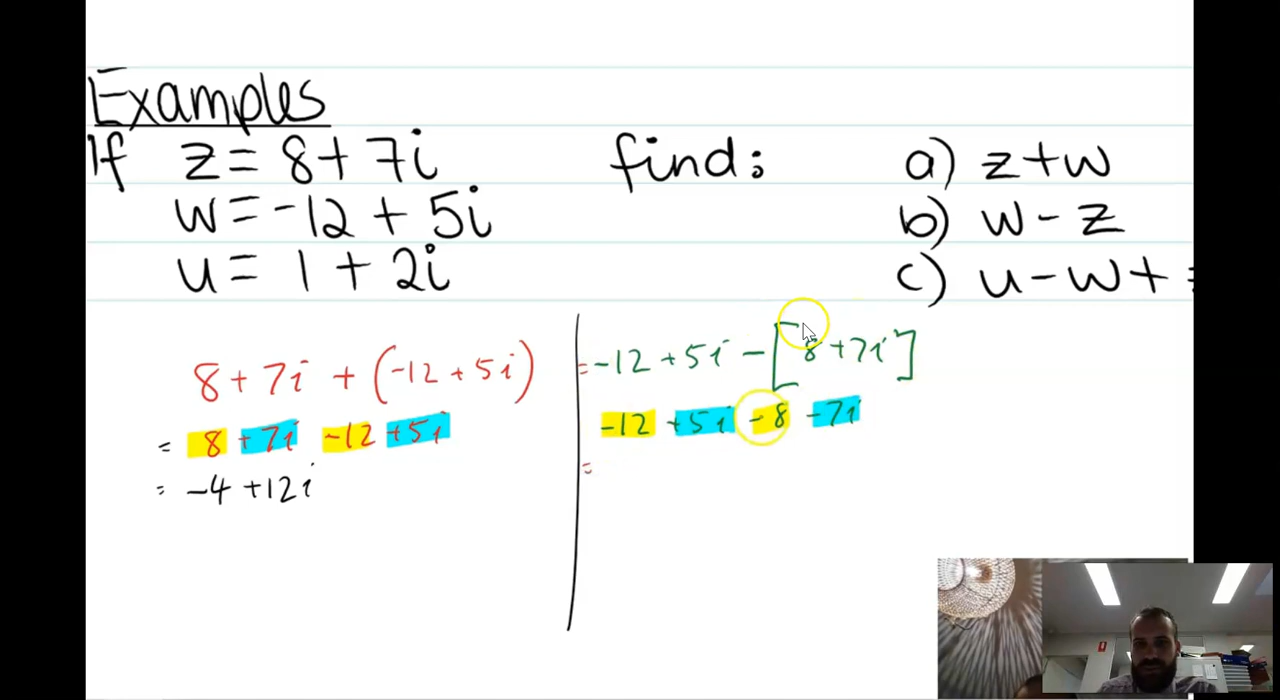 Examples
If z = 8 + 7i find: a) z + w
w = -12 + 5i b) w - z
u = 1 + 2i c) u - w +
8 + 7i + (-12 + 5i)
= 8 + 7i -12 + 5i
= -4 + 12i
= -12 + 5i - [8 + 7i]
-12 + 5i - 8 - 7i
=